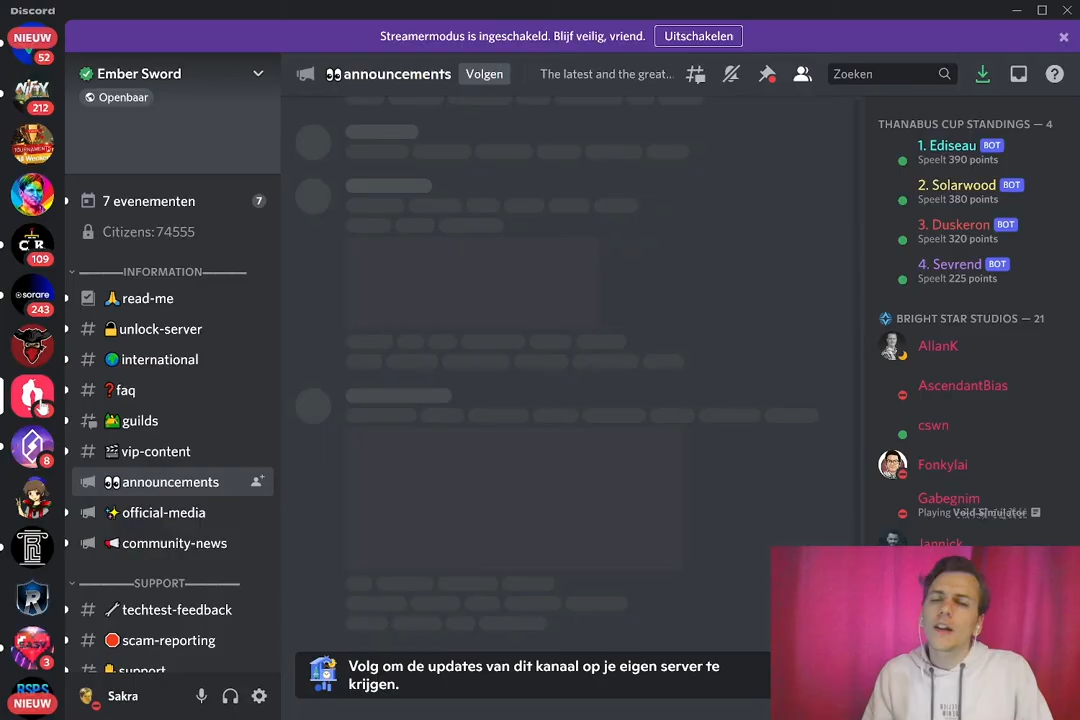 Discord
Streamermodus is ingeschakeld. Blijf veilig, vriend.
Uitschakelen
NIEUW
52
NIFTY
212
TOURNAMENT
109
sorare
243
8
3
NIEUW
Ember Sword
Openbaar
7 evenementen
7
Citizens: 74555
INFORMATION
🙏 read-me
🔒 unlock-server
🌍 international
❓ faq
guilds
🎬 vip-content
👀 announcements
✨ official-media
📢 community-news
SUPPORT
techtest-feedback
🛑 scam-reporting
support
Sakra
👀 announcements
Volgen
The latest and the great...
Zoeken
Volg om de updates van dit kanaal op je eigen server te
krijgen.
THANABUS CUP STANDINGS — 4
1. Ediseau BOT
Speelt 390 points
2. Solarwood BOT
Speelt 380 points
3. Duskeron BOT
Speelt 320 points
4. Sevrend BOT
Speelt 225 points
BRIGHT STAR STUDIOS — 21
AllanK
AscendantBias
cswn
Fonkylai
Gabegnim
Playing Void-Simulator
Jannick